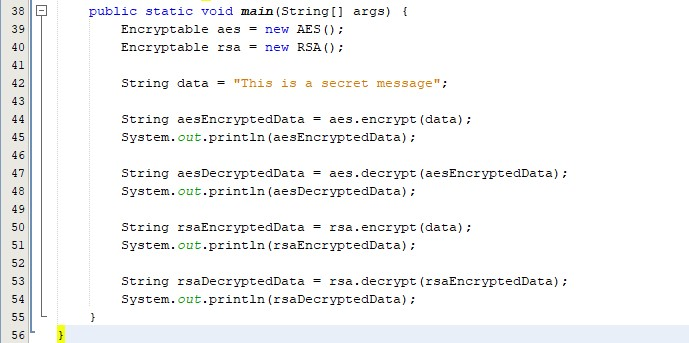 38 public static void main(String[] args) {
39 Encryptable aes = new AES();
40 Encryptable rsa = new RSA();
41
42 String data = "This is a secret message";
43
44 String aesEncryptedData = aes.encrypt(data);
45 System.out.println(aesEncryptedData);
46
47 String aesDecryptedData = aes.decrypt(aesEncryptedData);
48 System.out.println(aesDecryptedData);
49
50 String rsaEncryptedData = rsa.encrypt(data);
51 System.out.println(rsaEncryptedData);
52
53 String rsaDecryptedData = rsa.decrypt(rsaEncryptedData);
54 System.out.println(rsaDecryptedData);
55 }
56 }